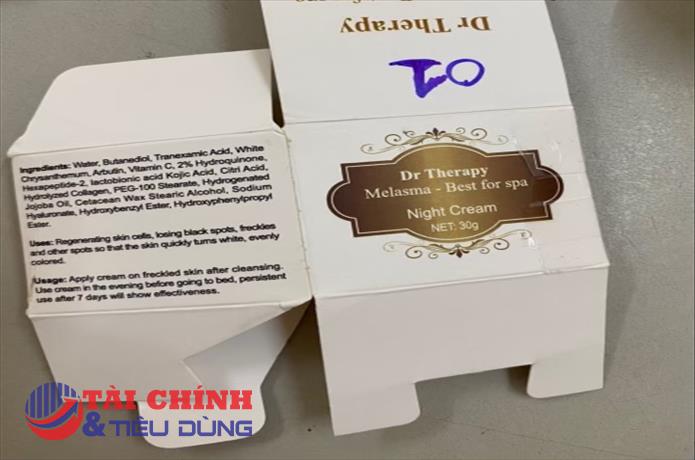 Dr Therapy
01
Dr Therapy
Melasma - Best for spa
Night Cream
NET: 30g
Ingredients: Water, Butanediol, Tranexamic Acid, White
Chrysanthemum, Arbutin, Vitamin C, 2% Hydroquinone,
Hexapeptide-2, lactobionic acid Kojic Acid, Citri Acid,
Hydrolyzed Collagen, PEG-100 Stearate, Hydrogenated
Jojoba Oil, Cetacean Wax Stearic Alcohol, Sodium
Hyaluronate, Hydroxybenzyl Ester, Hydroxyphenylpropyl
Ester.
Uses: Regenerating skin cells, losing black spots, freckles
and other spots so that the skin quickly turns white, evenly
colored.
Usage: Apply cream on freckled skin after cleansing.
Use cream in the evening before going to bed, persistent
use after 7 days will show effectiveness.
TÀI CHÍNH
& TIÊU DÙNG